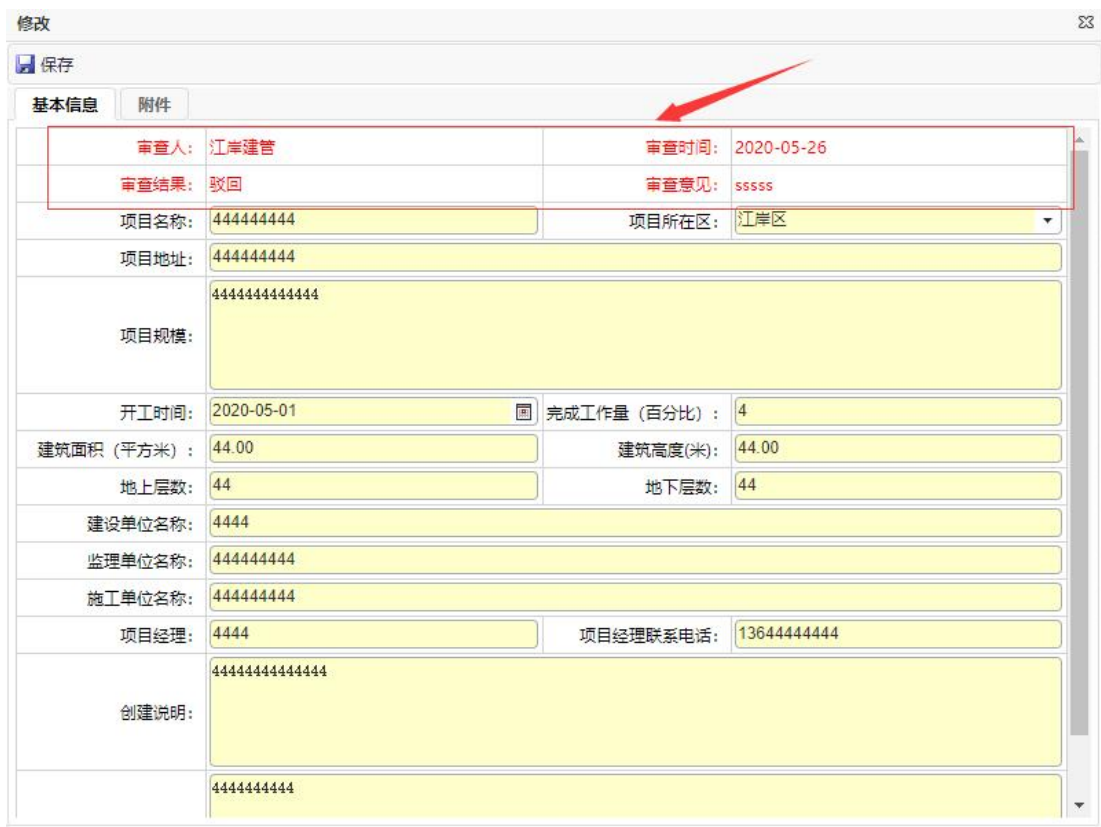 修改
保存
基本信息 附件
审查人: 江岸建管 审查时间: 2020-05-26
审查结果: 驳回 审查意见: sssss
项目名称: 444444444 项目所在区: 江岸区
项目地址: 444444444
项目规模: 4444444444444
开工时间: 2020-05-01 完成工作量（百分比）: 4
建筑面积（平方米）: 44.00 建筑高度(米): 44.00
地上层数: 44 地下层数: 44
建设单位名称: 4444
监理单位名称: 444444444
施工单位名称: 444444444
项目经理: 4444 项目经理联系电话: 13644444444
创建说明: 44444444444444
4444444444